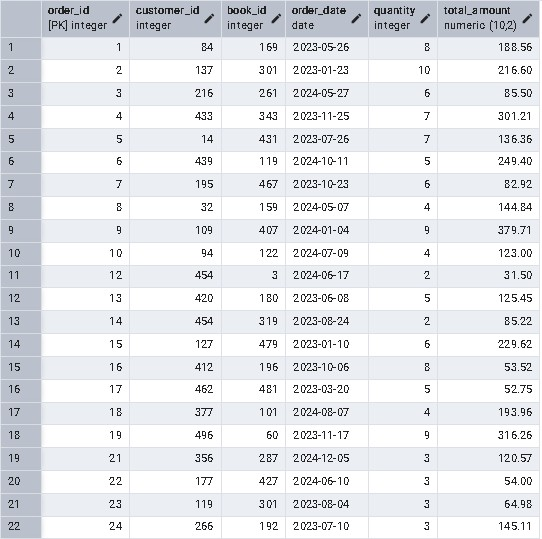 order_id customer_id book_id order_date quantity total_amount
[PK] integer integer integer date integer numeric (10,2)
1 1 84 169 2023-05-26 8 188.56
2 2 137 301 2023-01-23 10 216.60
3 3 216 261 2024-05-27 6 85.50
4 4 433 343 2023-11-25 7 301.21
5 5 14 431 2023-07-26 7 136.36
6 6 439 119 2024-10-11 5 249.40
7 7 195 467 2023-10-23 6 82.92
8 8 32 159 2024-05-07 4 144.84
9 9 109 407 2024-01-04 9 379.71
10 10 94 122 2024-07-09 4 123.00
11 12 454 3 2024-06-17 2 31.50
12 13 420 180 2023-06-08 5 125.45
13 14 454 319 2023-08-24 2 85.22
14 15 127 479 2023-01-10 6 229.62
15 16 412 196 2023-10-06 8 53.52
16 17 462 481 2023-03-20 5 52.75
17 18 377 101 2024-08-07 4 193.96
18 19 496 60 2023-11-17 9 316.26
19 21 356 287 2024-12-05 3 120.57
20 22 177 427 2024-06-10 3 54.00
21 23 119 301 2023-08-04 3 64.98
22 24 266 192 2023-07-10 3 145.11